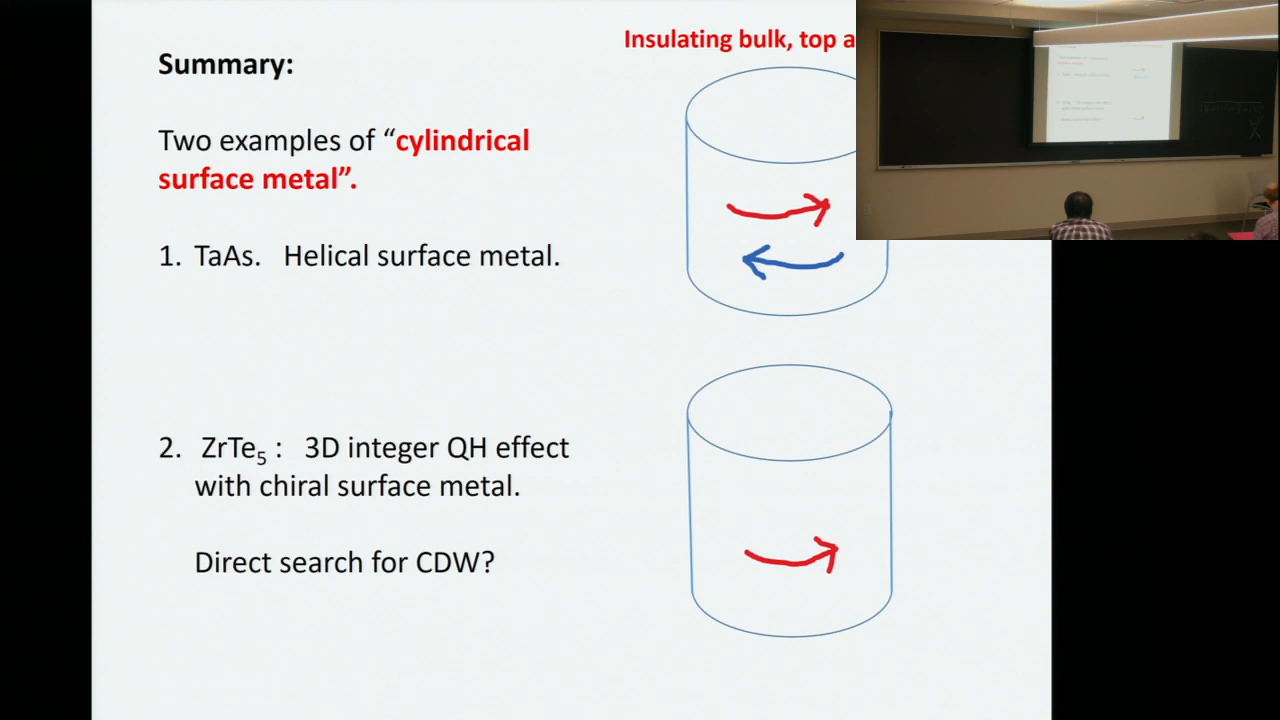 Insulating bulk, top a
Summary:
Two examples of “cylindrical
surface metal”.
1. TaAs. Helical surface metal.
2. ZrTe₅ : 3D integer QH effect
with chiral surface metal.
Direct search for CDW?